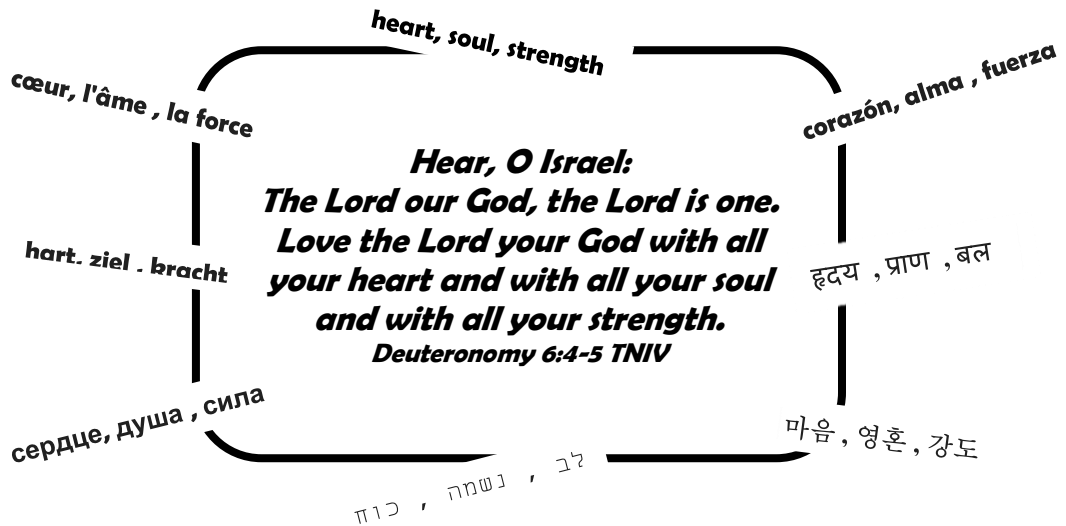 heart, soul, strength
cœur, l'âme , la force
corazón, alma , fuerza
Hear, O Israel:
The Lord our God, the Lord is one.
Love the Lord your God with all
your heart and with all your soul
and with all your strength.
Deuteronomy 6:4-5 TNIV
hart, ziel , kracht
हृदय , प्राण , बल
сердце, душа , сила
마음 , 영혼 , 강도
לב , נשמה , כוח